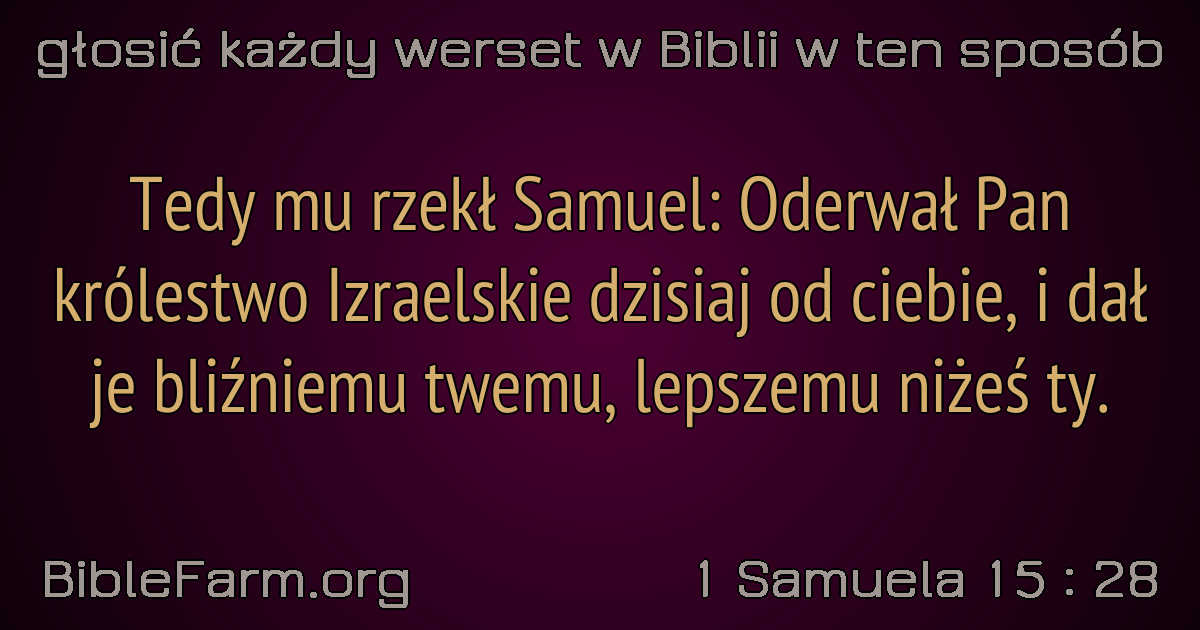 głosić każdy werset w Biblii w ten sposób
Tedy mu rzekł Samuel: Oderwał Pan
królestwo Izraelskie dzisiaj od ciebie, i dał
je bliźniemu twemu, lepszemu niżeś ty.
BibleFarm.org
1 Samuela 15 : 28